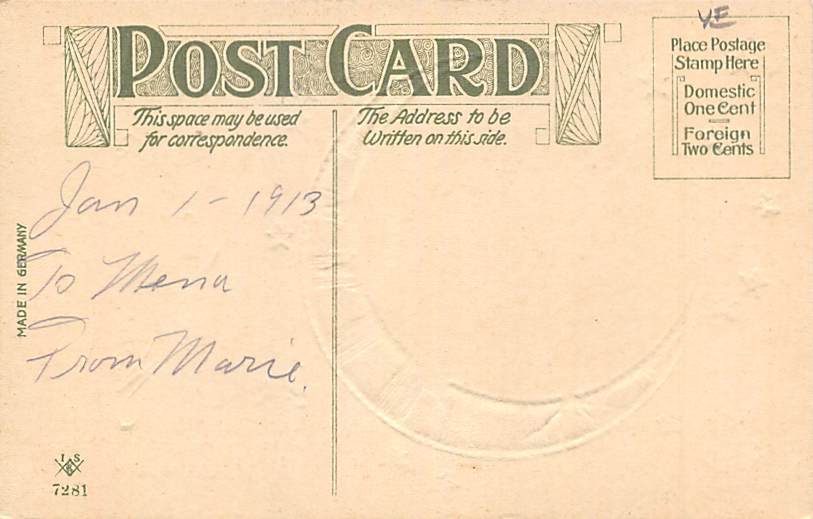 POST CARD
This space may be used
for correspondence.
The Address to be
Written on this side.
VE
Place Postage
Stamp Here
Domestic
One Cent
Foreign
Two Cents
Jan 1 - 1913
To Mena
From Marie.
MADE IN GERMANY
I S
7281